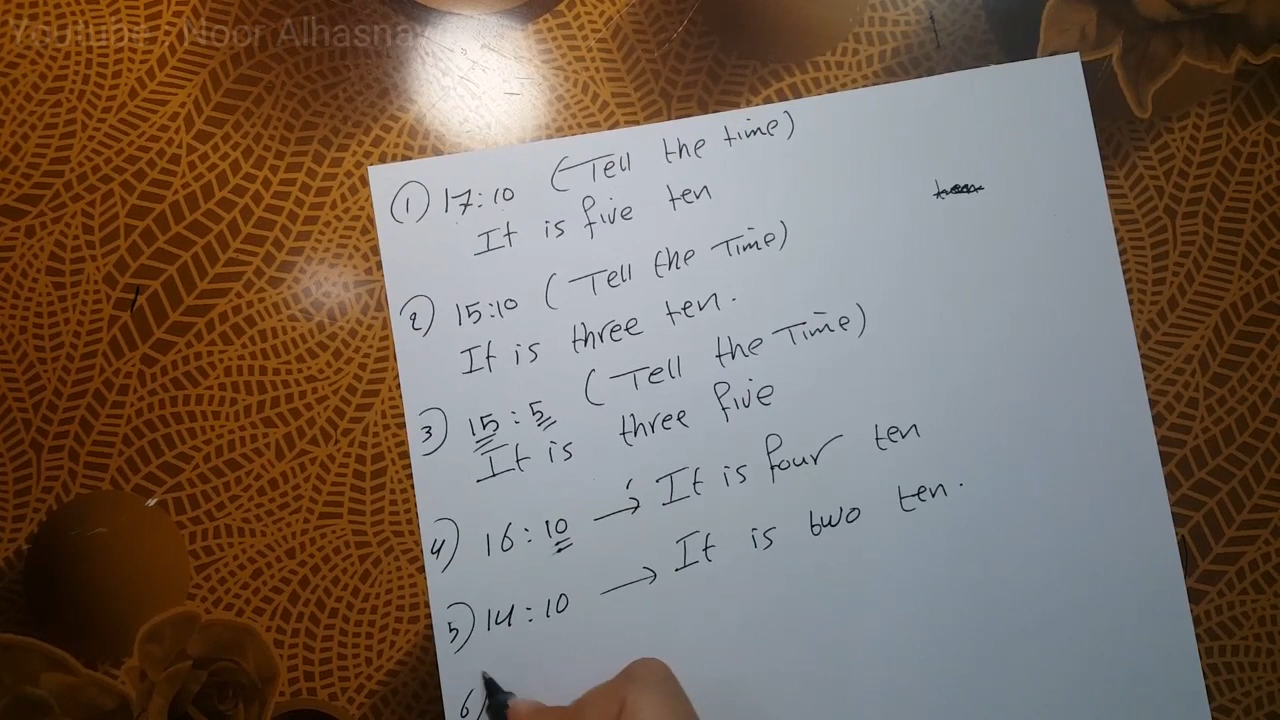 Youtube - Noor Alhasna
(1) 17:10 (Tell the time)
It is five ten
2) 15:10 (Tell the Time)
It is three ten.
3) 15:5 (Tell the Time)
It is three five
4) 16:10 → It is four ten
5) 14:10 → It is two ten.
6)